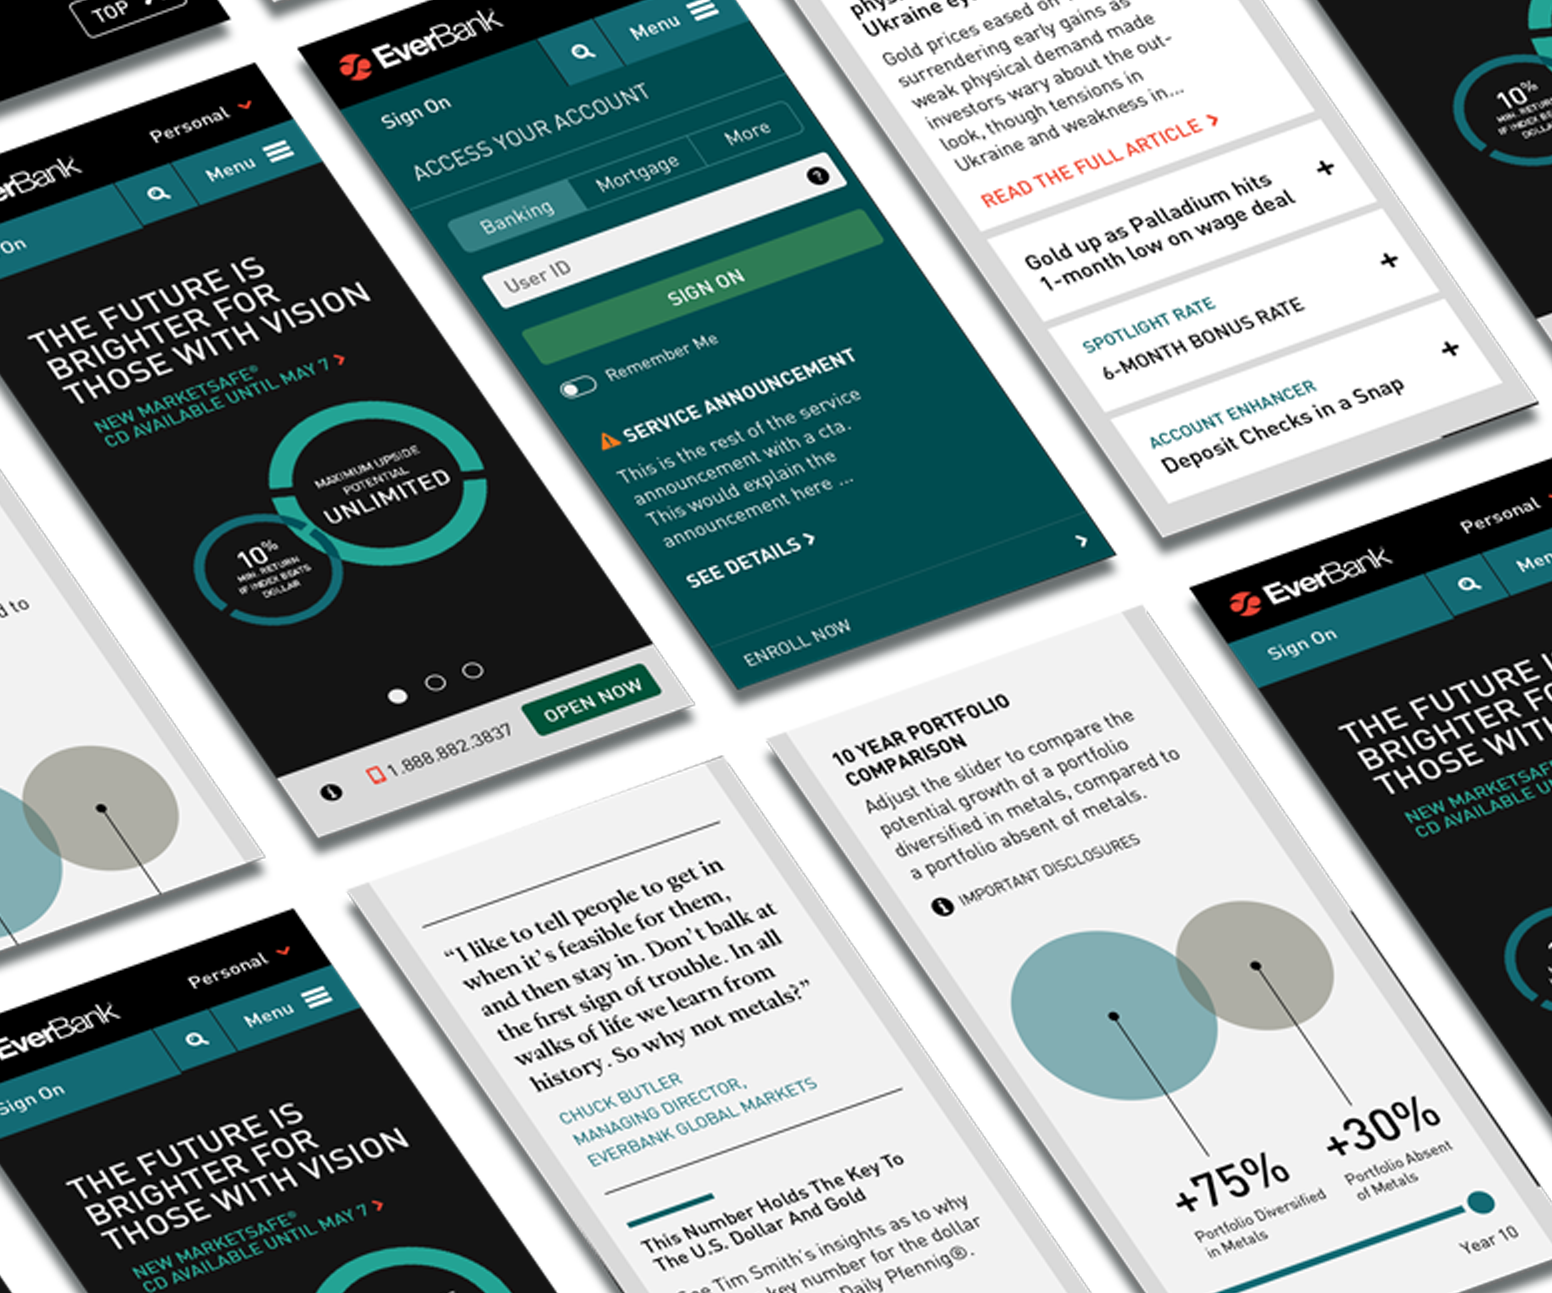 TOP
EverBank
Personal
Menu
On
THE FUTURE IS
BRIGHTER FOR
THOSE WITH VISION
NEW MARKETSAFE®
CD AVAILABLE UNTIL MAY 7
MAXIMUM UPSIDE
POTENTIAL
UNLIMITED
10%
MIN. RETURN
IF INDEX BEATS
DOLLAR
1.888.882.3837
OPEN NOW
EverBank
Menu
Sign On
ACCESS YOUR ACCOUNT
Banking
Mortgage
More
User ID
SIGN ON
Remember Me
SERVICE ANNOUNCEMENT
This is the rest of the service
announcement with a cta.
This would explain the
announcement here ...
SEE DETAILS
ENROLL NOW
Ukraine
Gold prices eased on
surrendering early gains as
weak physical demand made
investors wary about the out-
look, though tensions in
Ukraine and weakness in...
READ THE FULL ARTICLE
Gold up as Palladium hits
1-month low on wage deal
SPOTLIGHT RATE
6-MONTH BONUS RATE
ACCOUNT ENHANCER
Deposit Checks in a Snap
10%
MIN. RETURN
IF INDEX BEATS
DOLLAR
to
EverBank
Personal
Menu
Sign On
THE FUTURE IS
BRIGHTER FOR
THOSE WITH VISION
NEW MARKETSAFE®
CD AVAILABLE UNTIL MAY 7
“I like to tell people to get in
when it’s feasible for them,
and then stay in. Don’t balk at
the first sign of trouble. In all
walks of life we learn from
history. So why not metals?”
CHUCK BUTLER
MANAGING DIRECTOR,
EVERBANK GLOBAL MARKETS
This Number Holds The Key To
The U.S. Dollar And Gold
Tim Smith’s insights as to why
key number for the dollar
Daily Pfennig®.
10 YEAR PORTFOLIO
COMPARISON
Adjust the slider to compare the
potential growth of a portfolio
diversified in metals, compared to
a portfolio absent of metals.
IMPORTANT DISCLOSURES
+75%
Portfolio Diversified
in Metals
+30%
Portfolio Absent
of Metals
Year 10
EverBank
Personal
Sign On
THE FUTURE
BRIGHTER
THOSE
NEW
CD AVAILABLE